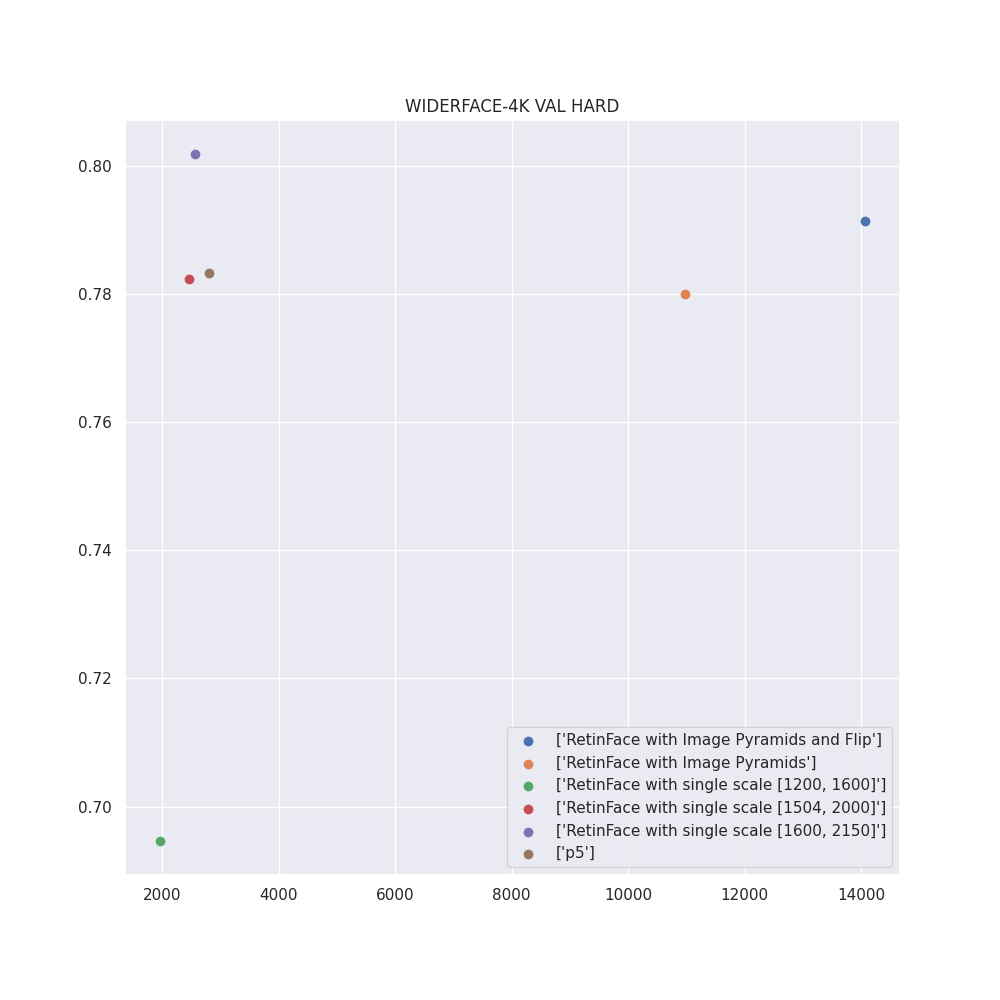 WIDERFACE-4K VAL HARD
0.80
0.78
0.76
0.74
0.72
0.70
['RetinFace with Image Pyramids and Flip']
['RetinFace with Image Pyramids']
['RetinFace with single scale [1200, 1600]']
['RetinFace with single scale [1504, 2000]']
['RetinFace with single scale [1600, 2150]']
['p5']
2000 4000 6000 8000 10000 12000 14000